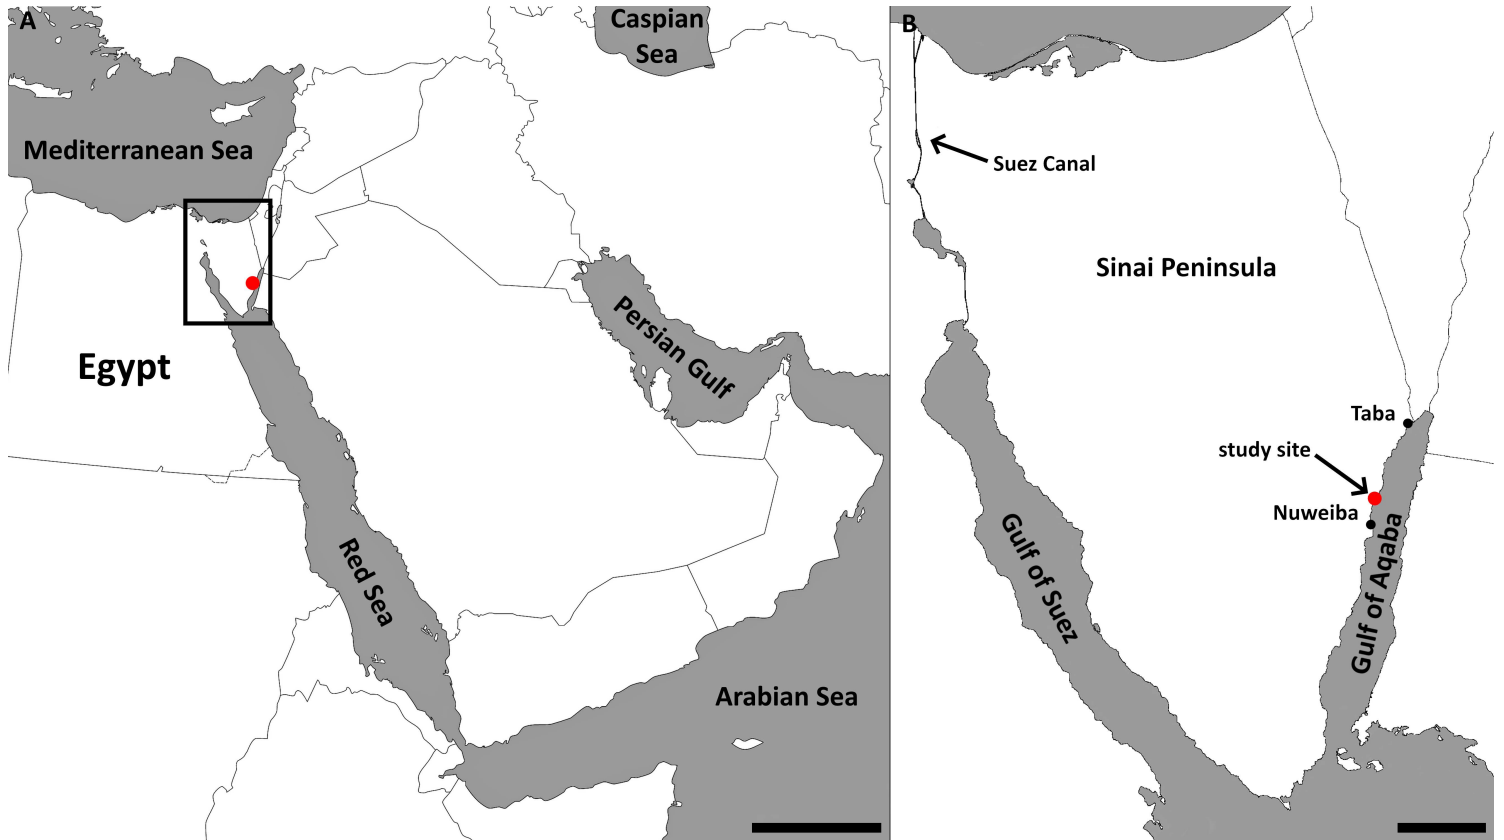 A
Caspian
Sea
Mediterranean Sea
Egypt
Persian Gulf
Red Sea
Arabian Sea
B
Suez Canal
Sinai Peninsula
Taba
study site
Nuweiba
Gulf of Suez
Gulf of Aqaba